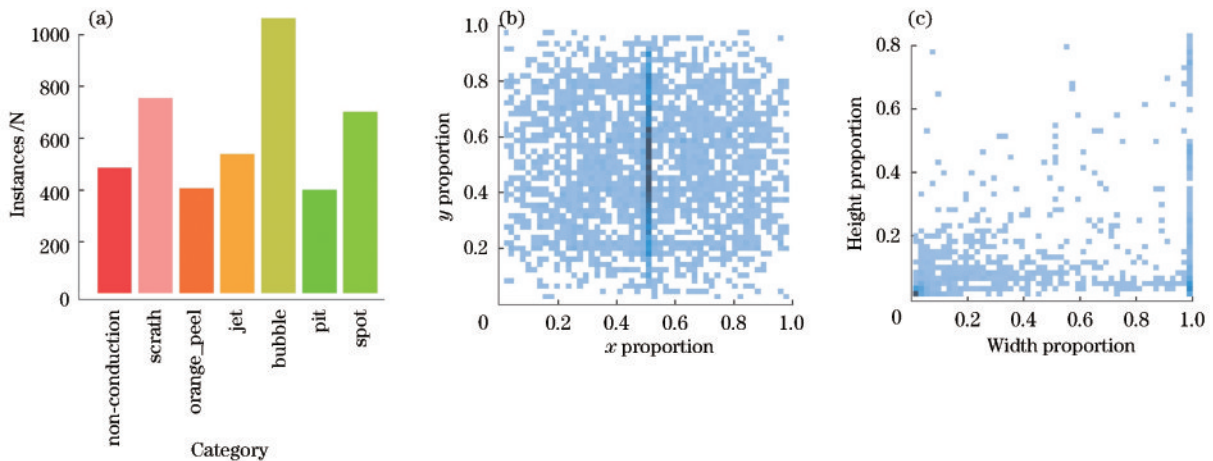 (a)
1000
800
600
400
200
0
Instances /N
non-conduction
scrath
orange_peel
jet
bubble
pit
spot
Category
(b)
1.0
0.8
0.6
0.4
0.2
0
0.2
0.4
0.6
0.8
1.0
y proportion
x proportion
(c)
0.8
0.6
0.4
0.2
0
0.2
0.4
0.6
0.8
1.0
Height proportion
Width proportion